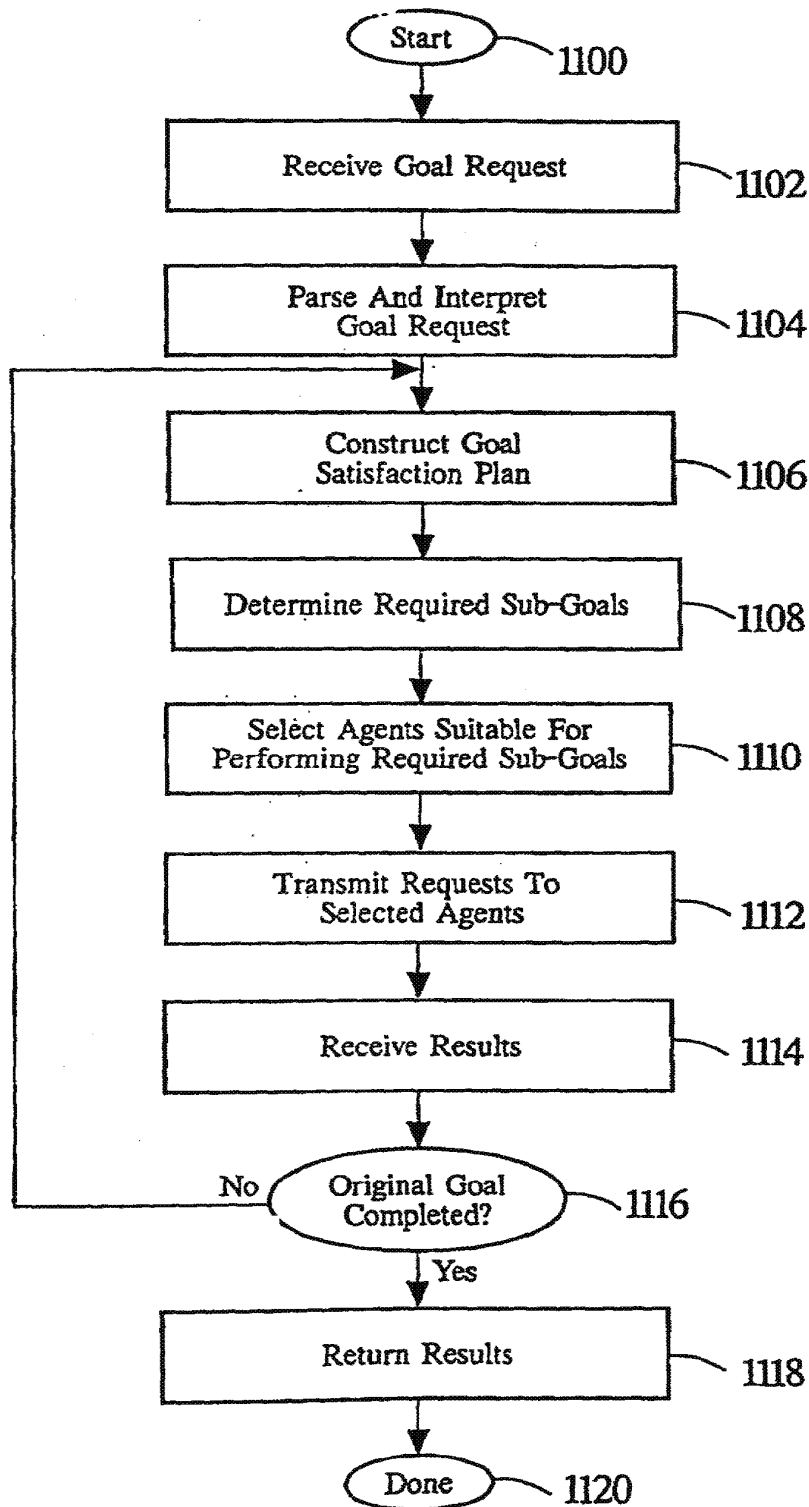 Start
1100
Receive Goal Request
1102
Parse And Interpret
Goal Request
1104
Construct Goal
Satisfaction Plan
1106
Determine Required Sub-Goals
1108
Select Agents Suitable For
Performing Required Sub-Goals
1110
Transmit Requests To
Selected Agents
1112
Receive Results
1114
No
Original Goal
Completed?
1116
Yes
Return Results
1118
Done
1120